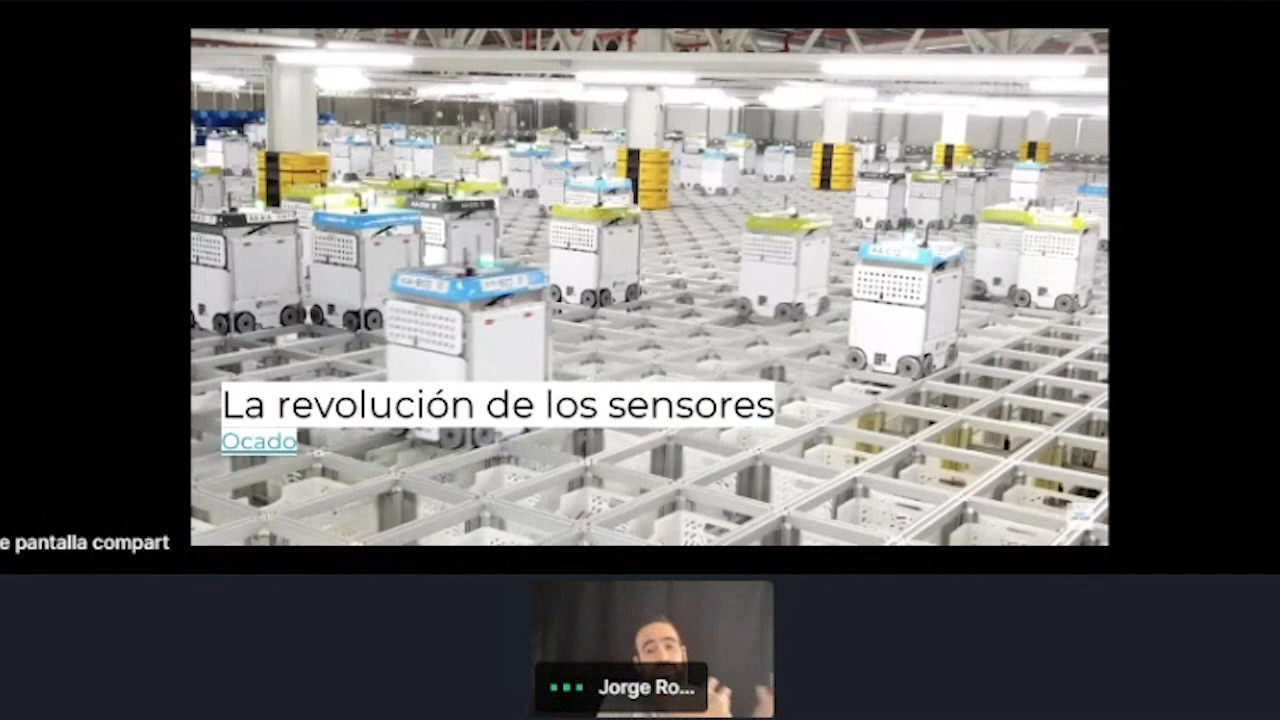 La revolución de los sensores
Ocado
e pantalla compart
Jorge Ro...